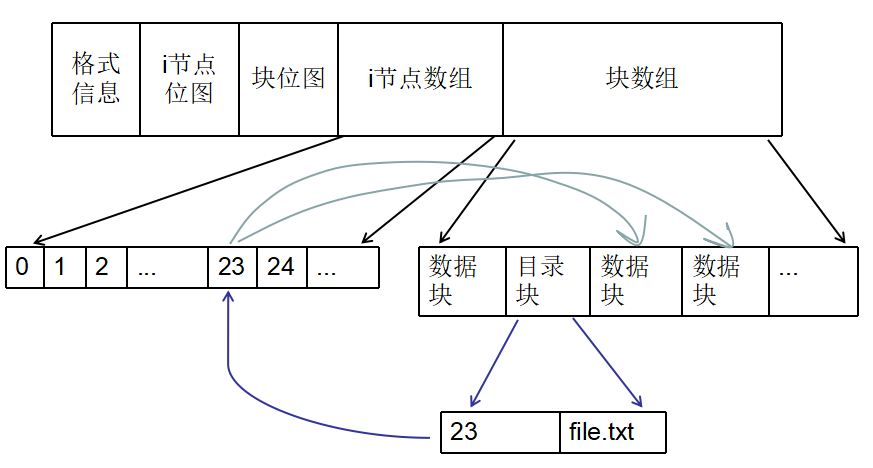 格式
信息
i节点
位图
块位图
i节点数组
块数组
0
1
2
...
23
24
...
数据
块
目录
块
数据
块
数据
块
...
23
file.txt